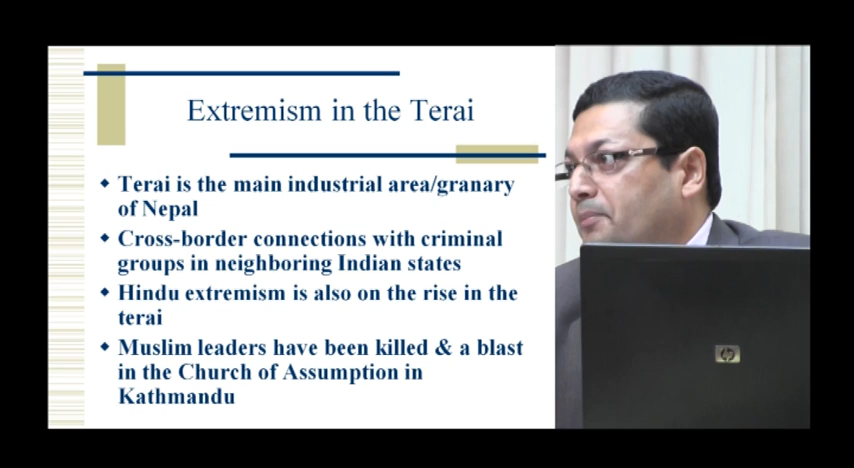 Extremism in the Terai
Terai is the main industrial area/granary
of Nepal
Cross-border connections with criminal
groups in neighboring Indian states
Hindu extremism is also on the rise in the
terai
Muslim leaders have been killed & a blast
in the Church of Assumption in
Kathmandu
hp